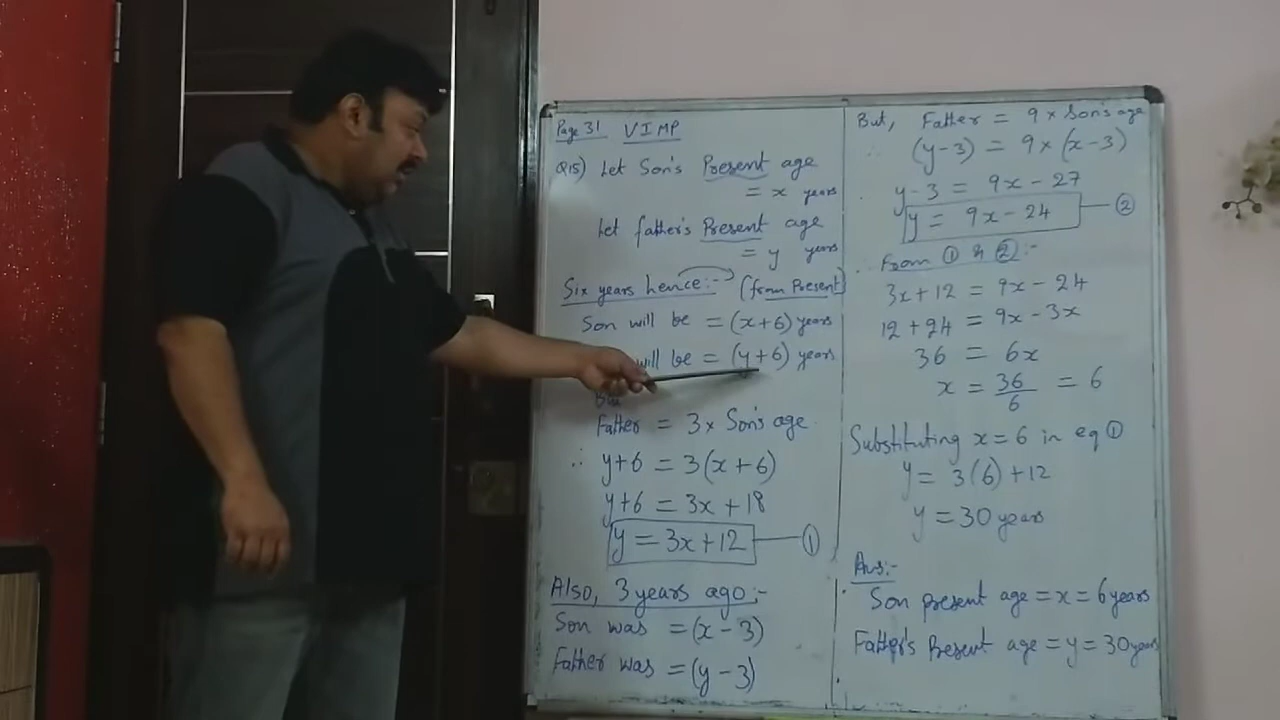 Page 31 VIMP
Q15) Let Son's Present age
= x years
Let father's Present age
= y years
Six years hence:- (from Present)
Son will be = (x+6) years
will be = (y+6) years
Father = 3 x Son's age
∴ y+6 = 3(x+6)
y+6 = 3x+18
y = 3x+12 — ①
Also, 3 years ago:-
Son was = (x-3)
Father was = (y-3)
But, Father = 9 x Son's age
∴ (y-3) = 9 x (x-3)
y-3 = 9x-27
y = 9x-24 — ②
From ① & ②:-
3x+12 = 9x-24
12+24 = 9x-3x
36 = 6x
x = 36/6 = 6
Substituting x=6 in eq ①
y = 3(6)+12
y = 30 years
Ans:-
Son present age = x = 6 years
Father's Present age = y = 30 years